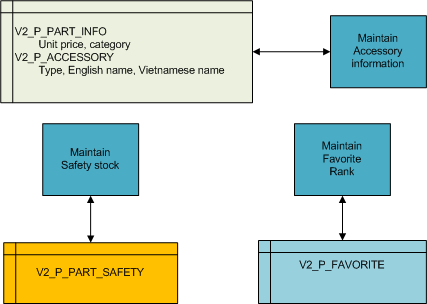 V2_P_PART_INFO
Unit price, category
V2_P_ACCESSORY
Type, English name, Vietnamese name
Maintain
Accessory
information
Maintain
Safety stock
Maintain
Favorite
Rank
V2_P_PART_SAFETY
V2_P_FAVORITE